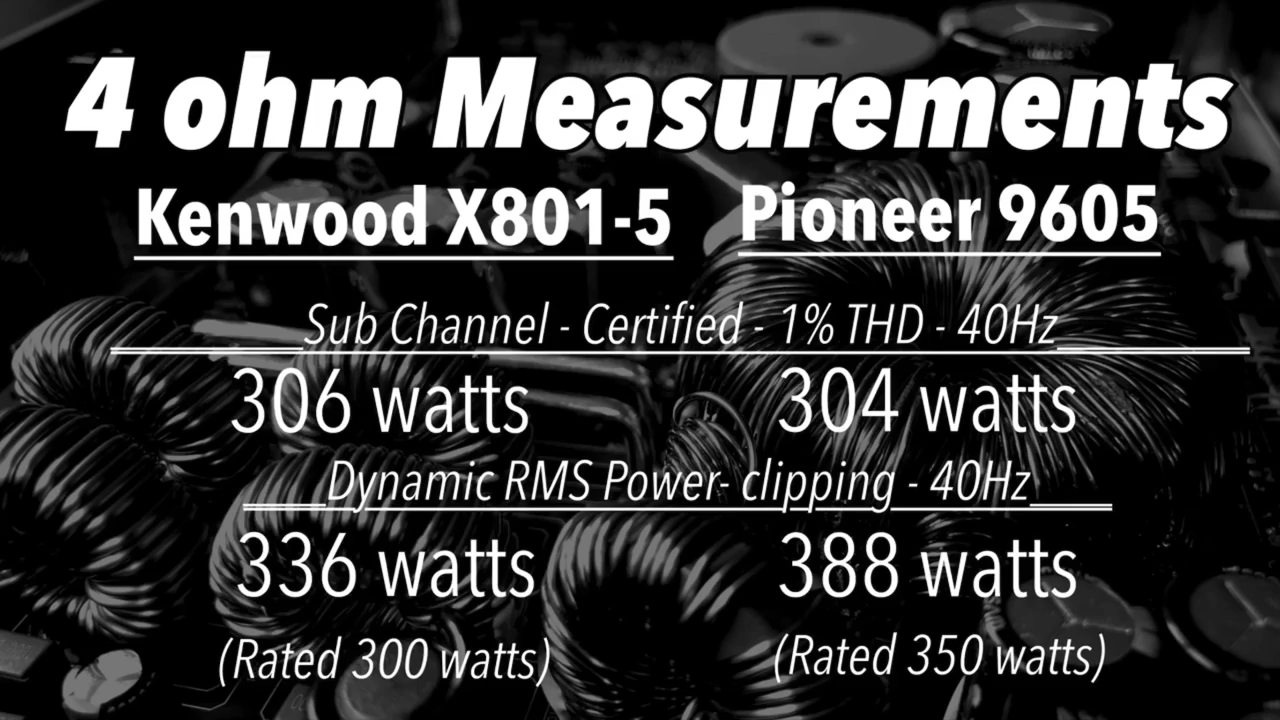 4 ohm Measurements
Kenwood X801-5 Pioneer 9605
Sub Channel - Certified - 1% THD - 40Hz
306 watts 304 watts
Dynamic RMS Power- clipping - 40Hz
336 watts 388 watts
(Rated 300 watts) (Rated 350 watts)